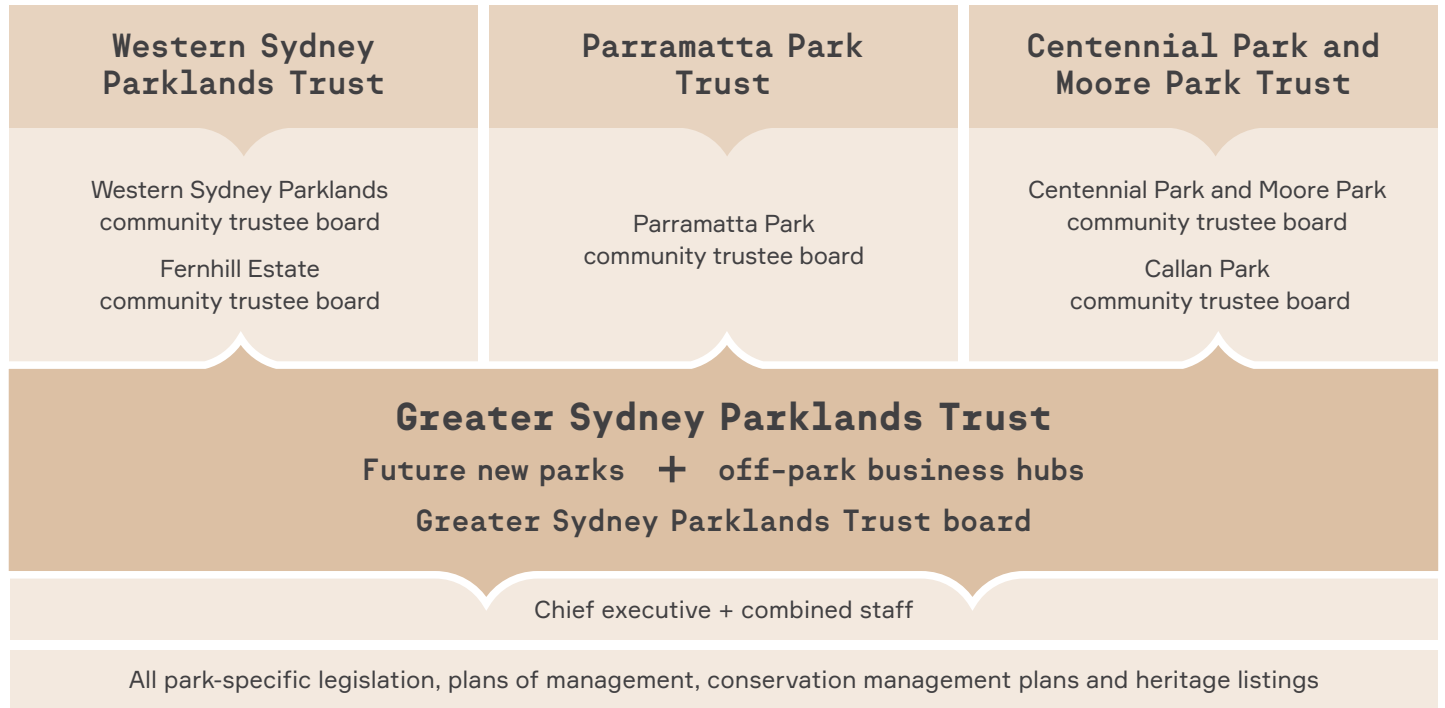 Western Sydney
Parklands Trust
Parramatta Park
Trust
Centennial Park and
Moore Park Trust
Western Sydney Parklands
community trustee board
Fernhill Estate
community trustee board
Parramatta Park
community trustee board
Centennial Park and Moore Park
community trustee board
Callan Park
community trustee board
Greater Sydney Parklands Trust
Future new parks + off-park business hubs
Greater Sydney Parklands Trust board
Chief executive + combined staff
All park-specific legislation, plans of management, conservation management plans and heritage listings